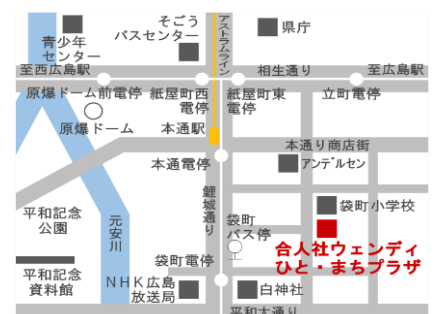 そごう
バスセンター
アストラムライン
県庁
青少年
センター
至西広島駅
相生通り
至広島駅
原爆ドーム前電停
紙屋町西
電停
紙屋町東
電停
立町電停
原爆ドーム
本通駅
本通り商店街
本通電停
アンデルセン
鯉城通り
袋町小学校
平和記念
公園
元安川
袋町
バス停
合人社ウェンディ
ひと・まちプラザ
袋町電停
平和記念
資料館
NHK広島
放送局
白神社
平和大通り